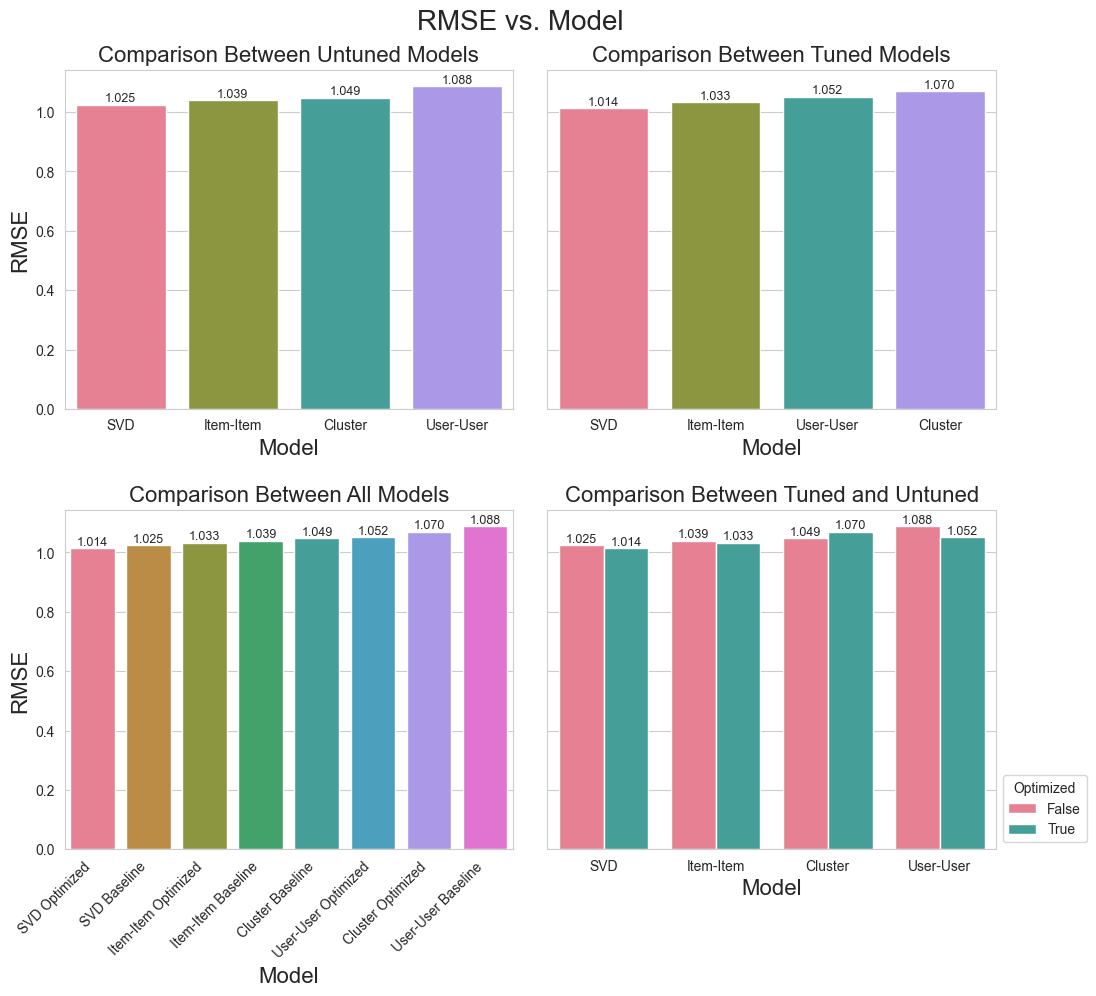 RMSE vs. Model
Comparison Between Untuned Models
RMSE
1.0
0.8
0.6
0.4
0.2
0.0
1.025
1.039
1.049
1.088
SVD
Item-Item
Cluster
User-User
Model
Comparison Between Tuned Models
1.014
1.033
1.052
1.070
SVD
Item-Item
User-User
Cluster
Model
Comparison Between All Models
RMSE
1.0
0.8
0.6
0.4
0.2
0.0
1.014
1.025
1.033
1.039
1.049
1.052
1.070
1.088
SVD Optimized
SVD Baseline
Item-Item Optimized
Item-Item Baseline
Cluster Baseline
User-User Optimized
Cluster Optimized
User-User Baseline
Model
Comparison Between Tuned and Untuned
1.025
1.014
1.039
1.033
1.049
1.070
1.088
1.052
SVD
Item-Item
Cluster
User-User
Model
Optimized
False
True